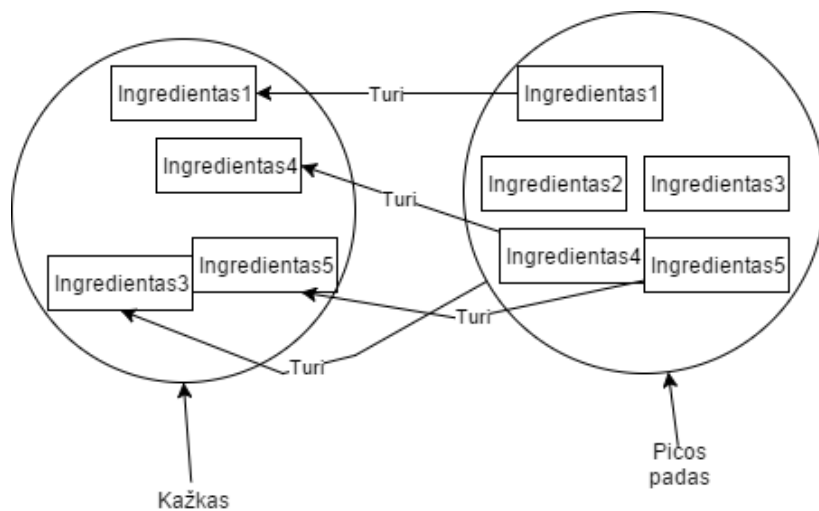 Ingredientas1
Turi
Ingredientas1
Ingredientas4
Turi
Ingredientas2
Ingredientas3
Ingredientas3
Ingredientas5
Ingredientas4
Ingredientas5
Turi
Turi
Kažkas
Picos
padas